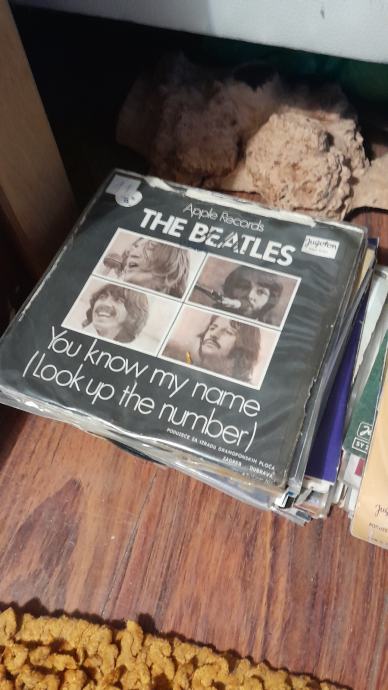 Apple Records
THE BEATLES
Jugoton
You know my name
(Look up the number)
PODUZEĆE ZA IZRADU GRAMOFONSKIH PLOČA
ZAGREB DUBRAVA